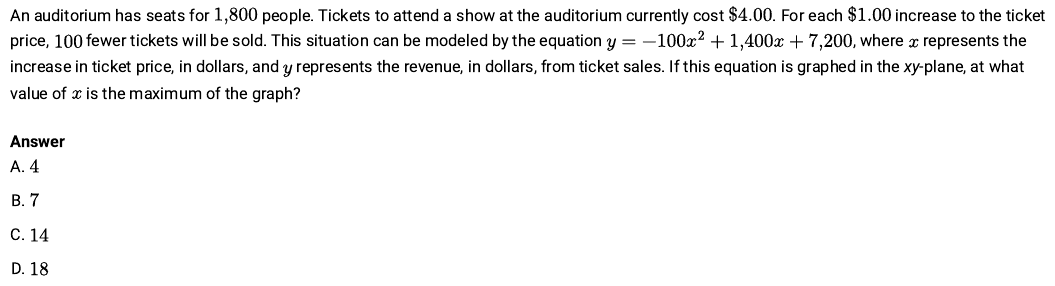 An auditorium has seats for 1,800 people. Tickets to attend a show at the auditorium currently cost $4.00. For each $1.00 increase to the ticket
price, 100 fewer tickets will be sold. This situation can be modeled by the equation y = −100x² + 1,400x + 7,200, where x represents the
increase in ticket price, in dollars, and y represents the revenue, in dollars, from ticket sales. If this equation is graphed in the xy-plane, at what
value of x is the maximum of the graph?
Answer
A. 4
B. 7
C. 14
D. 18